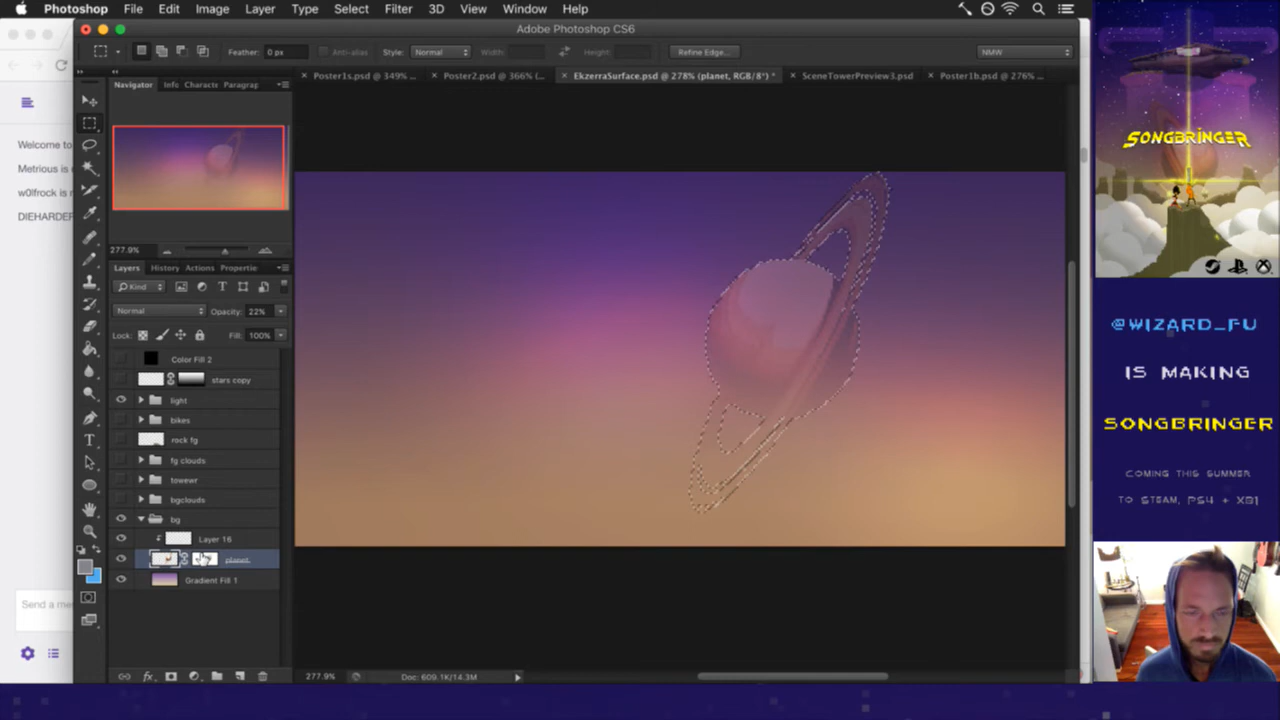 Photoshop File Edit Image Layer Type Select Filter 3D View Window Help
Adobe Photoshop CS6
Feather: 0 px Anti-alias Style: Normal Width: Height: Refine Edge... NMW
Poster1s.psd @ 349% ... Poster2.psd @ 366% (... EkzerraSurface.psd @ 278% (planet, RGB/8*) * SceneTowerPreview3.psd Poster1b.psd @ 276% ...
Navigator Info Characte Paragrap
Welcome to
Metrious is
w0lfrock is
DIEHARDER
277.9%
Layers History Actions Propertie
Kind
Normal Opacity: 22%
Lock: Fill: 100%
Color Fill 2
stars copy
light
bikes
rock fg
fg clouds
towewr
bgclouds
bg
Layer 16
planet
Gradient Fill 1
fx
277.9% Doc: 609.1K/14.3M
Send a me
SONGBRINGER
@WIZARD_FU
IS MAKING
SONGBRINGER
COMING THIS SUMMER
TO STEAM, PS4 + XB1